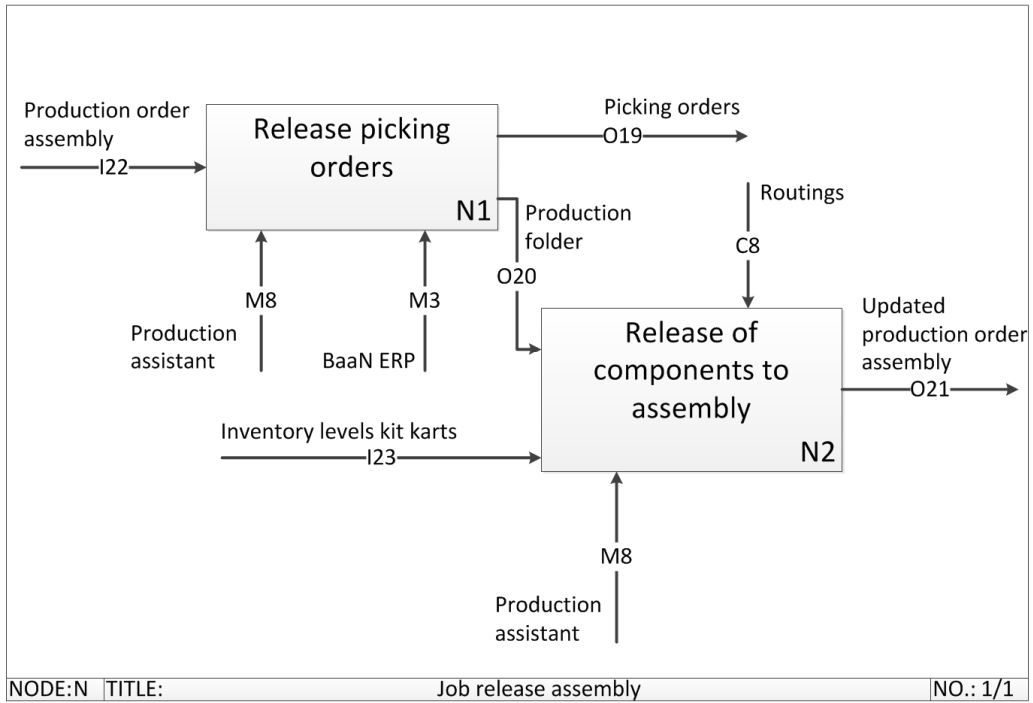 Production order
assembly
I22
Release picking
orders
N1
Picking orders
O19
Routings
C8
Production
folder
O20
M8
M3
Production
assistant
BaaN ERP
Release of
components to
assembly
N2
Updated
production order
assembly
O21
Inventory levels kit karts
I23
M8
Production
assistant
NODE:N TITLE: Job release assembly NO.: 1/1